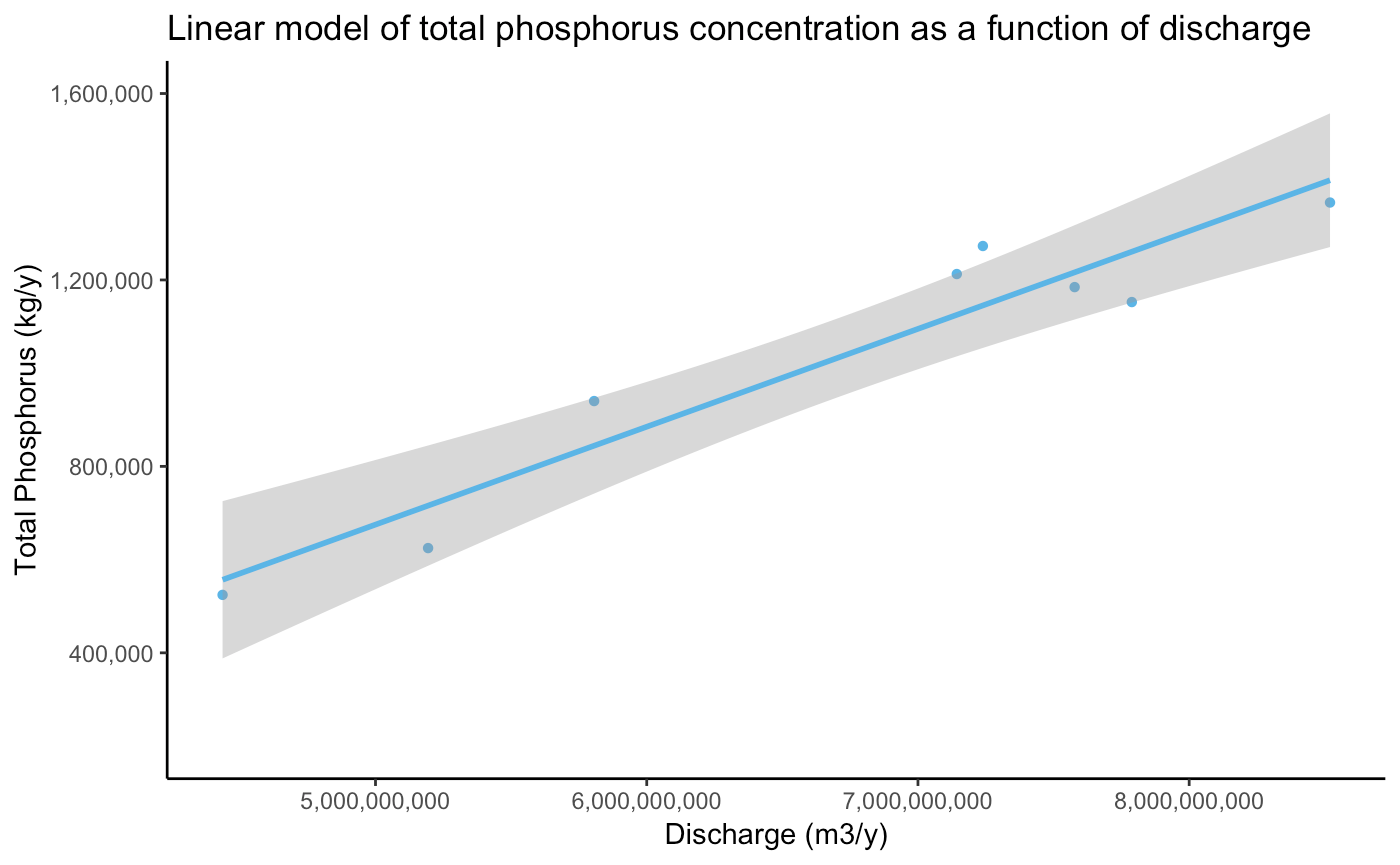 Linear model of total phosphorus concentration as a function of discharge
Total Phosphorus (kg/y)
1,600,000
1,200,000
800,000
400,000
5,000,000,000 6,000,000,000 7,000,000,000 8,000,000,000
Discharge (m3/y)